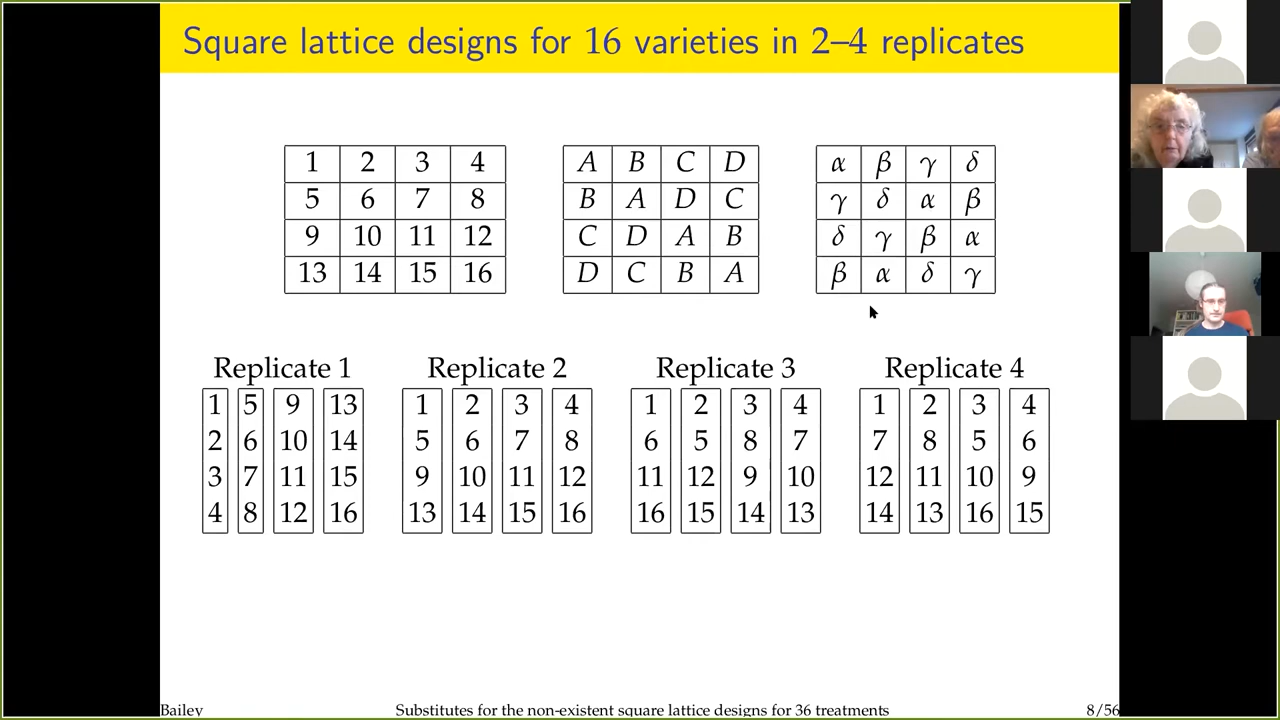 Square lattice designs for 16 varieties in 2–4 replicates
1 2 3 4
5 6 7 8
9 10 11 12
13 14 15 16
A B C D
B A D C
C D A B
D C B A
α β γ δ
γ δ α β
δ γ β α
β α δ γ
Replicate 1
1 5 9 13
2 6 10 14
3 7 11 15
4 8 12 16
Replicate 2
1 2 3 4
5 6 7 8
9 10 11 12
13 14 15 16
Replicate 3
1 2 3 4
6 5 8 7
11 12 9 10
16 15 14 13
Replicate 4
1 2 3 4
7 8 5 6
12 11 10 9
14 13 16 15
Bailey Substitutes for the non-existent square lattice designs for 36 treatments 8/56